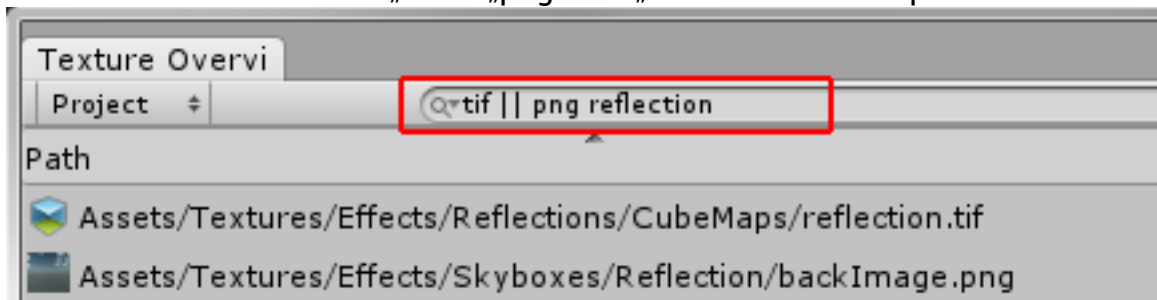 Texture Overvi
Project
tif || png reflection
Path
Assets/Textures/Effects/Reflections/CubeMaps/reflection.tif
Assets/Textures/Effects/Skyboxes/Reflection/backImage.png